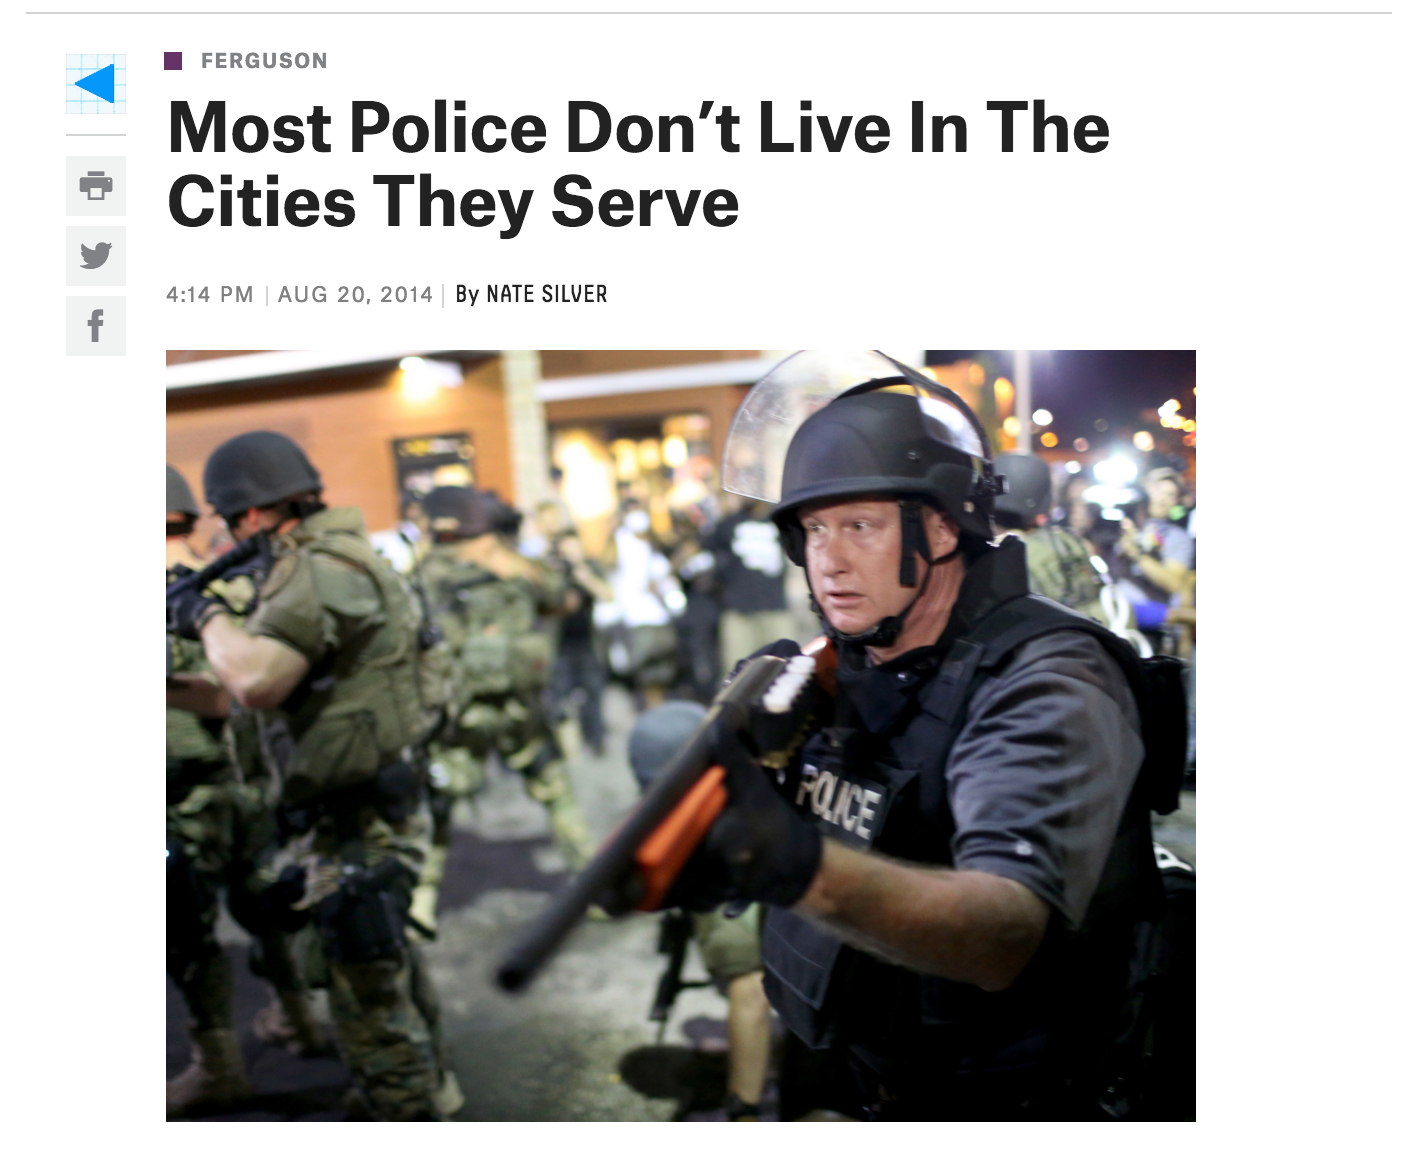 FERGUSON
Most Police Don’t Live In The
Cities They Serve
4:14 PM | AUG 20, 2014 | By NATE SILVER
POLICE